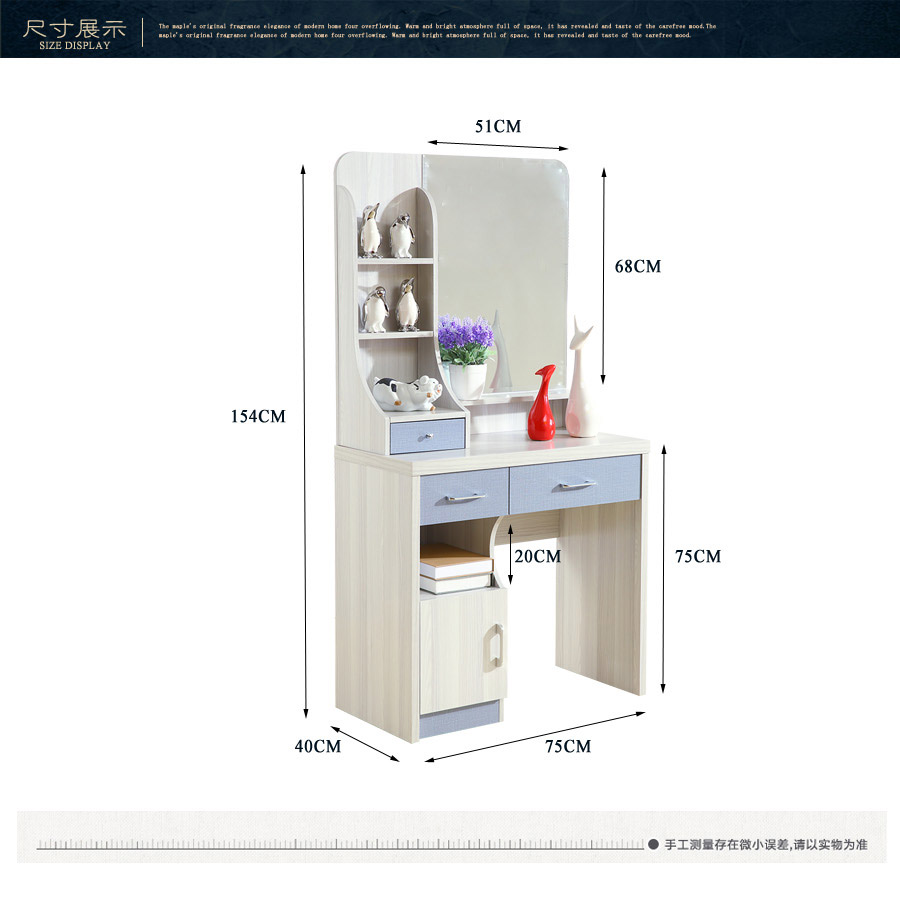 尺寸展示
SIZE DISPLAY
The maple's original fragrance elegance of modern home four overflowing. Warm and bright atmosphere full of space, it has revealed and taste of the carefree mood.The
maple's original fragrance elegance of modern home four overflowing. Warm and bright atmosphere full of space, it has revealed and taste of the carefree mood.
51CM
68CM
154CM
20CM
75CM
40CM
75CM
手工测量存在微小误差,请以实物为准